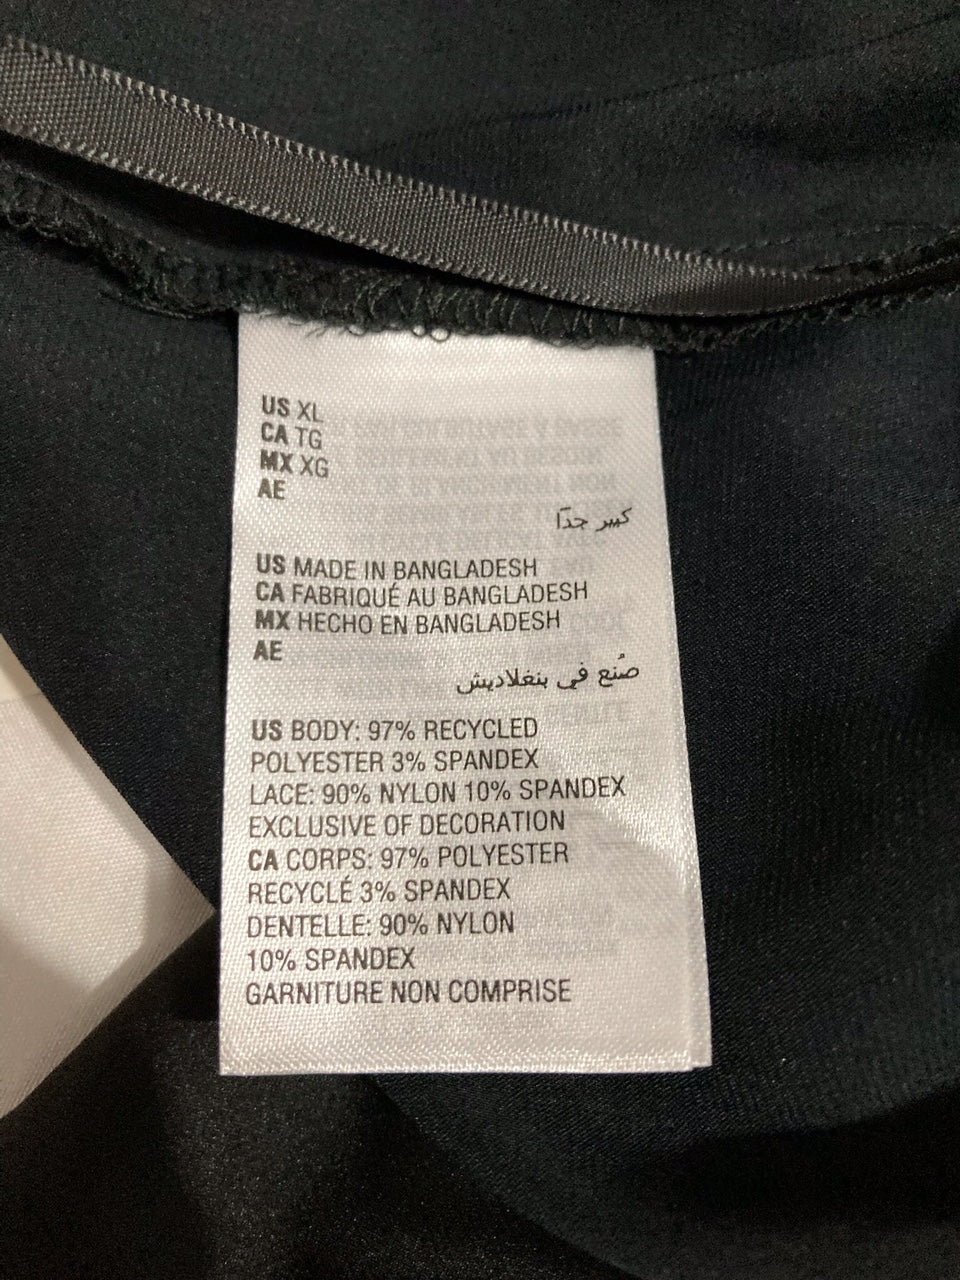 US XL
CA TG
MX XG
AE
كبير جدًا
US MADE IN BANGLADESH
CA FABRIQUÉ AU BANGLADESH
MX HECHO EN BANGLADESH
AE
صُنع في بنغلاديش
US BODY: 97% RECYCLED
POLYESTER 3% SPANDEX
LACE: 90% NYLON 10% SPANDEX
EXCLUSIVE OF DECORATION
CA CORPS: 97% POLYESTER
RECYCLÉ 3% SPANDEX
DENTELLE: 90% NYLON
10% SPANDEX
GARNITURE NON COMPRISE